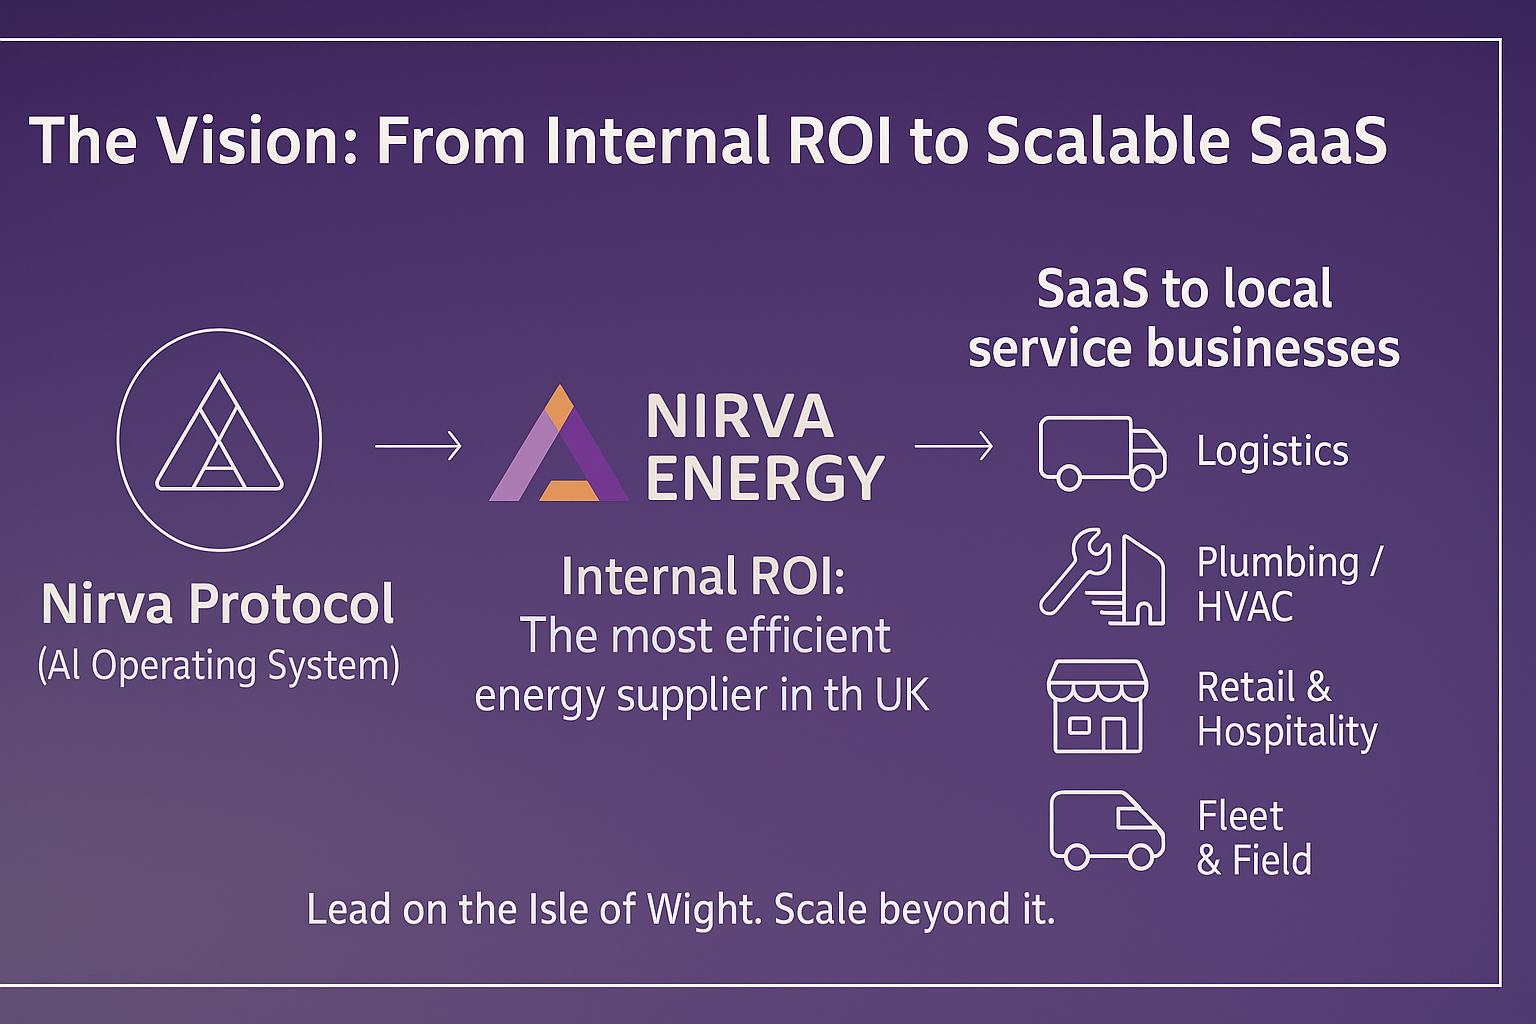 The Vision: From Internal ROI to Scalable SaaS
Nirva Protocol
(AI Operating System)
NIRVA
ENERGY
Internal ROI:
The most efficient
energy supplier in th UK
SaaS to local
service businesses
Logistics
Plumbing /
HVAC
Retail &
Hospitality
Fleet
& Field
Lead on the Isle of Wight. Scale beyond it.